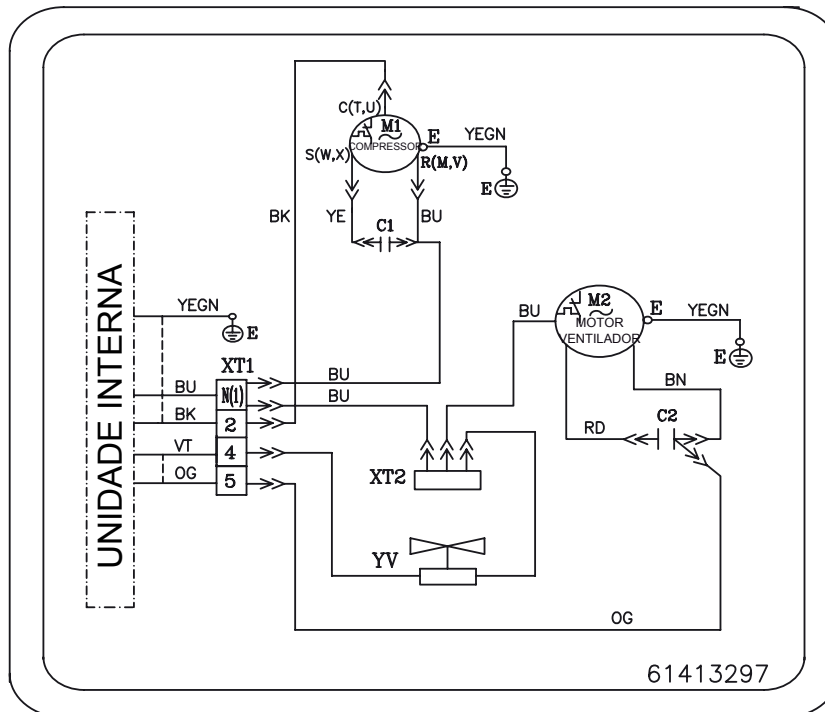 C(T,U)
M1
COMPRESSOR
E
YEGN
S(W,X)
R(M,V)
E
BK
YE
C1
BU
UNIDADE INTERNA
YEGN
E
XT1
BU
N(1)
BU
BU
BK
2
VT
4
OG
5
BU
M2
MOTOR
VENTILADOR
E
YEGN
E
BN
RD
C2
XT2
YV
OG
61413297